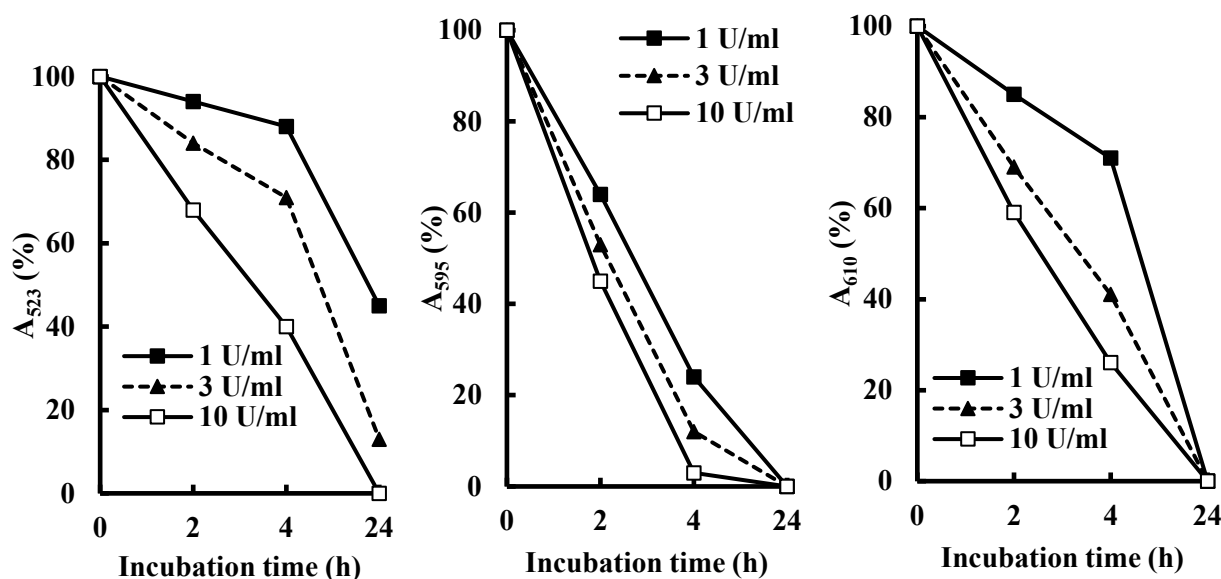 A523 (%)
100
80
60
40
20
0
1 U/ml
3 U/ml
10 U/ml
0 2 4 24
Incubation time (h)
A595 (%)
100
80
60
40
20
0
1 U/ml
3 U/ml
10 U/ml
0 2 4 24
Incubation time (h)
A610 (%)
100
80
60
40
20
0
1 U/ml
3 U/ml
10 U/ml
0 2 4 24
Incubation time (h)